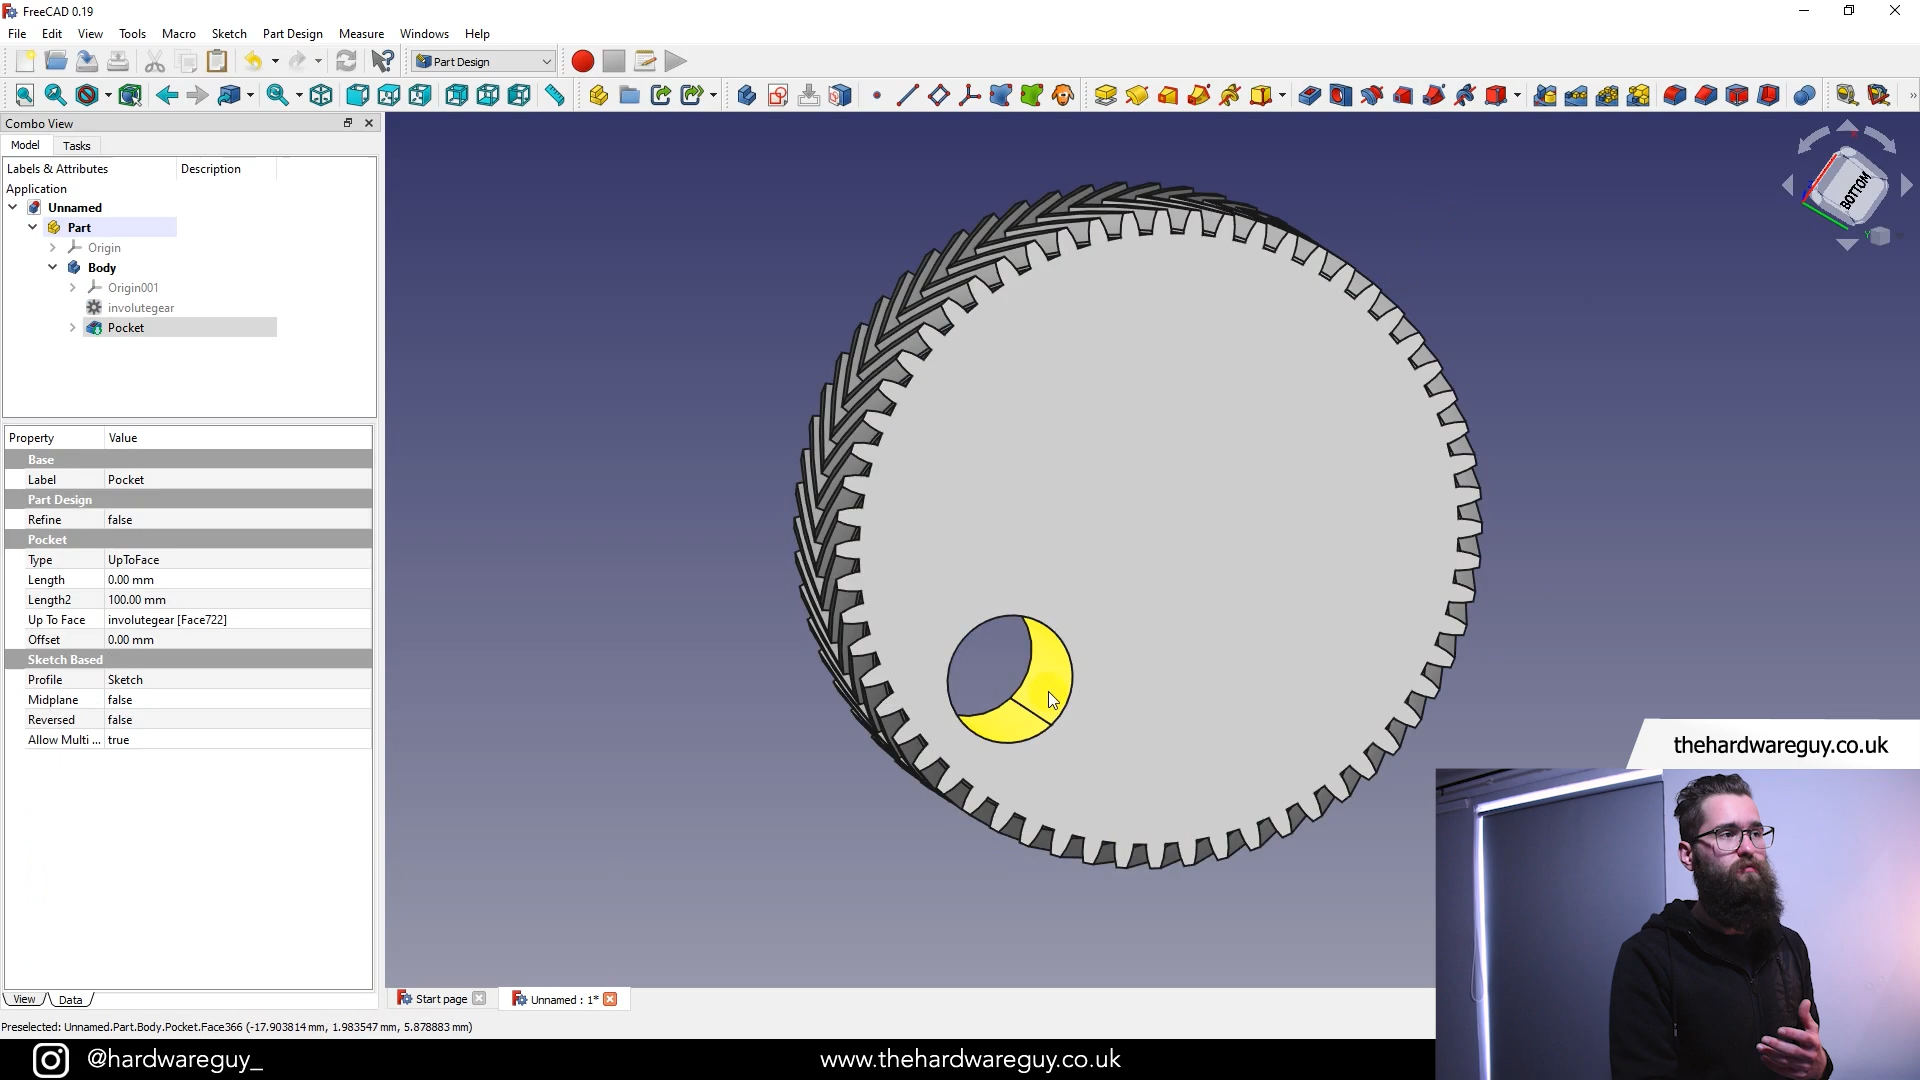 FreeCAD 0.19
File Edit View Tools Macro Sketch Part Design Measure Windows Help
Part Design
Combo View
Model Tasks
Labels & Attributes Description
Application
Unnamed
Part
Origin
Body
Origin001
involutegear
Pocket
Property Value
Base
Label Pocket
Part Design
Refine false
Pocket
Type UpToFace
Length 0.00 mm
Length2 100.00 mm
Up To Face involutegear [Face722]
Offset 0.00 mm
Sketch Based
Profile Sketch
Midplane false
Reversed false
Allow Multi ... true
View Data
BOTTOM
Y
Start page Unnamed : 1*
Preselected: Unnamed.Part.Body.Pocket.Face366 (-17.903814 mm, 1.983547 mm, 5.878883 mm)
thehardwareguy.co.uk
@hardwareguy_ www.thehardwareguy.co.uk